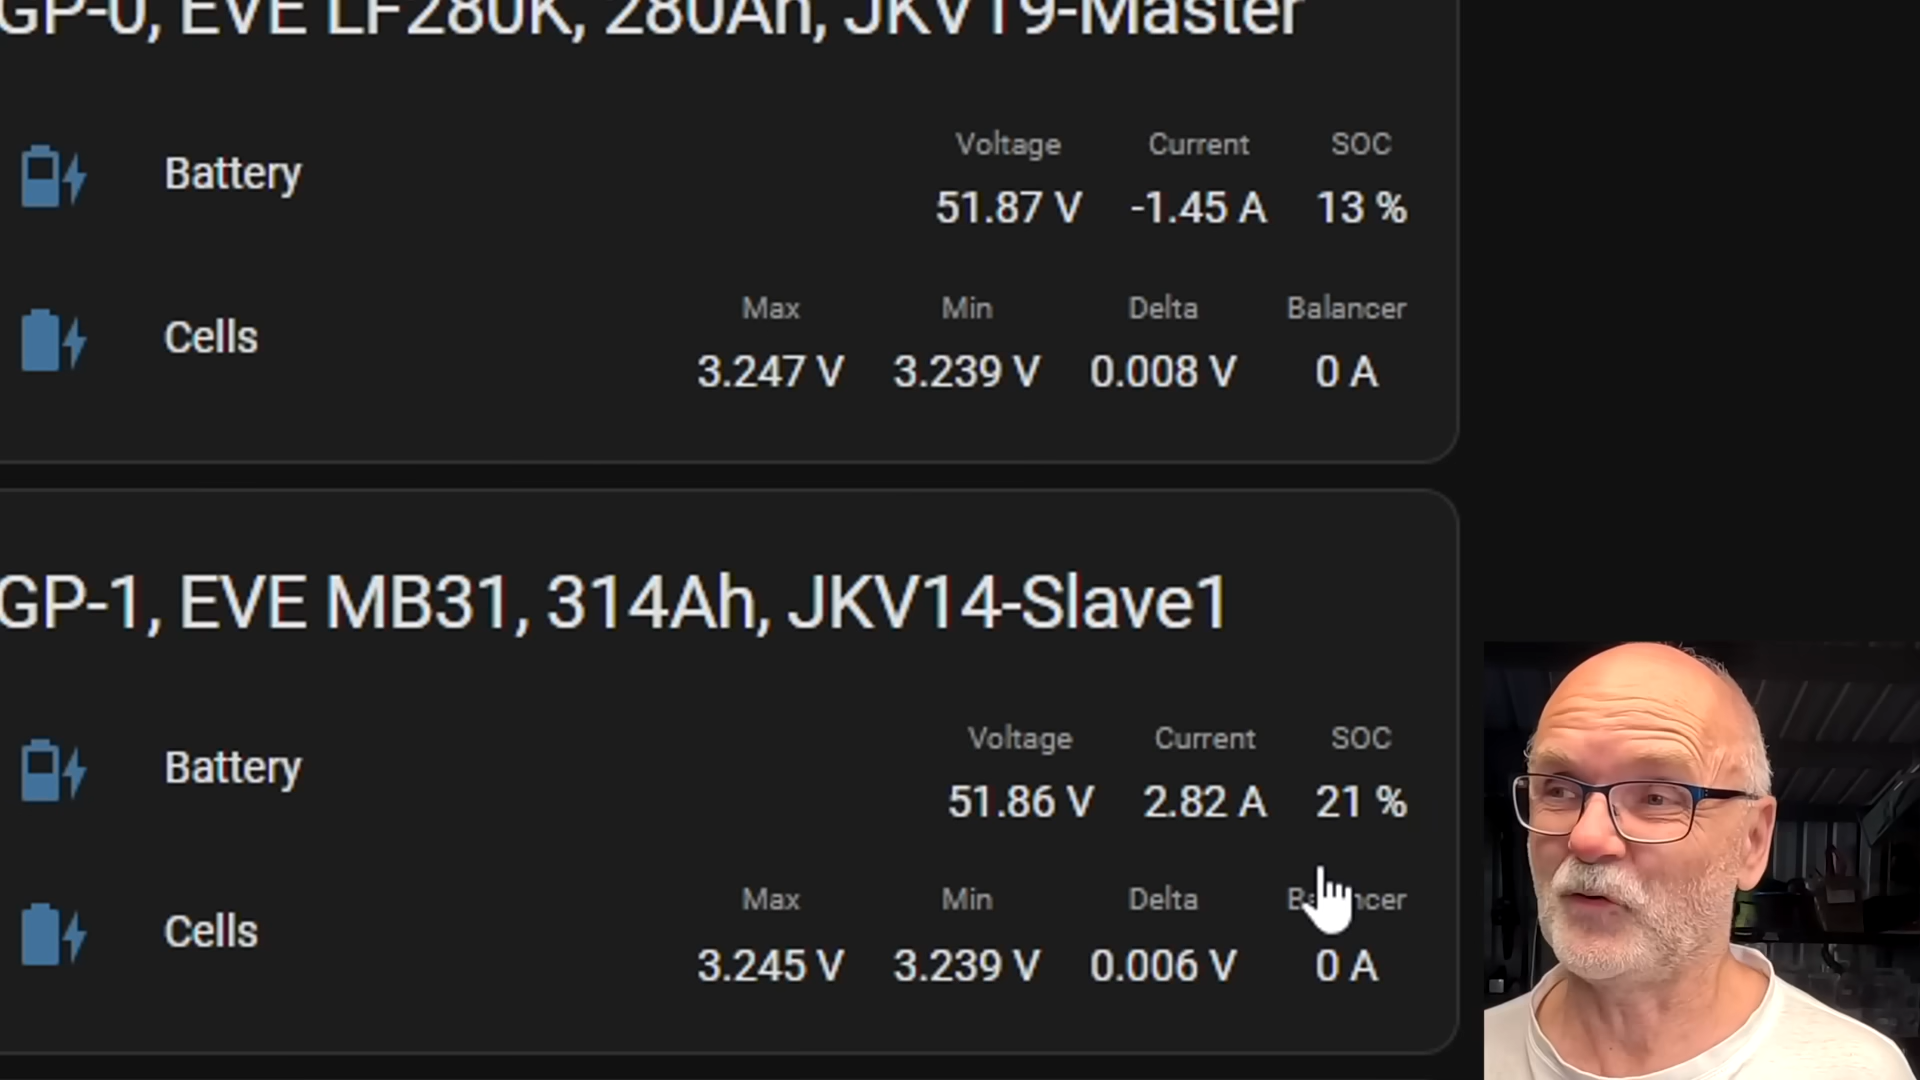 GP-0, EVE LF280K, 280Ah, JKV19-Master
Voltage Current SOC
Battery 51.87 V -1.45 A 13 %
Max Min Delta Balancer
Cells 3.247 V 3.239 V 0.008 V 0 A
GP-1, EVE MB31, 314Ah, JKV14-Slave1
Voltage Current SOC
Battery 51.86 V 2.82 A 21 %
Max Min Delta
Cells 3.245 V 3.239 V 0.006 V 0 A